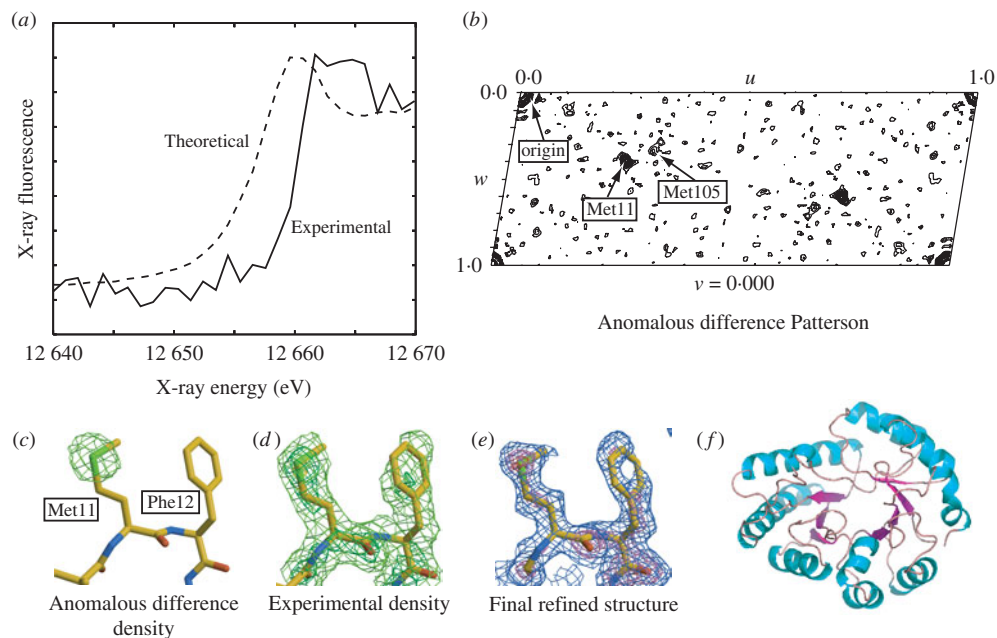 (a)
X-ray fluorescence
Theoretical
Experimental
12 640
12 650
12 660
12 670
X-ray energy (eV)
(b)
0·0
u
1·0
0·0
origin
w
Met11
Met105
1·0
v = 0·000
Anomalous difference Patterson
(c)
Met11
Phe12
Anomalous difference
density
(d)
Experimental density
(e)
Final refined structure
(f)